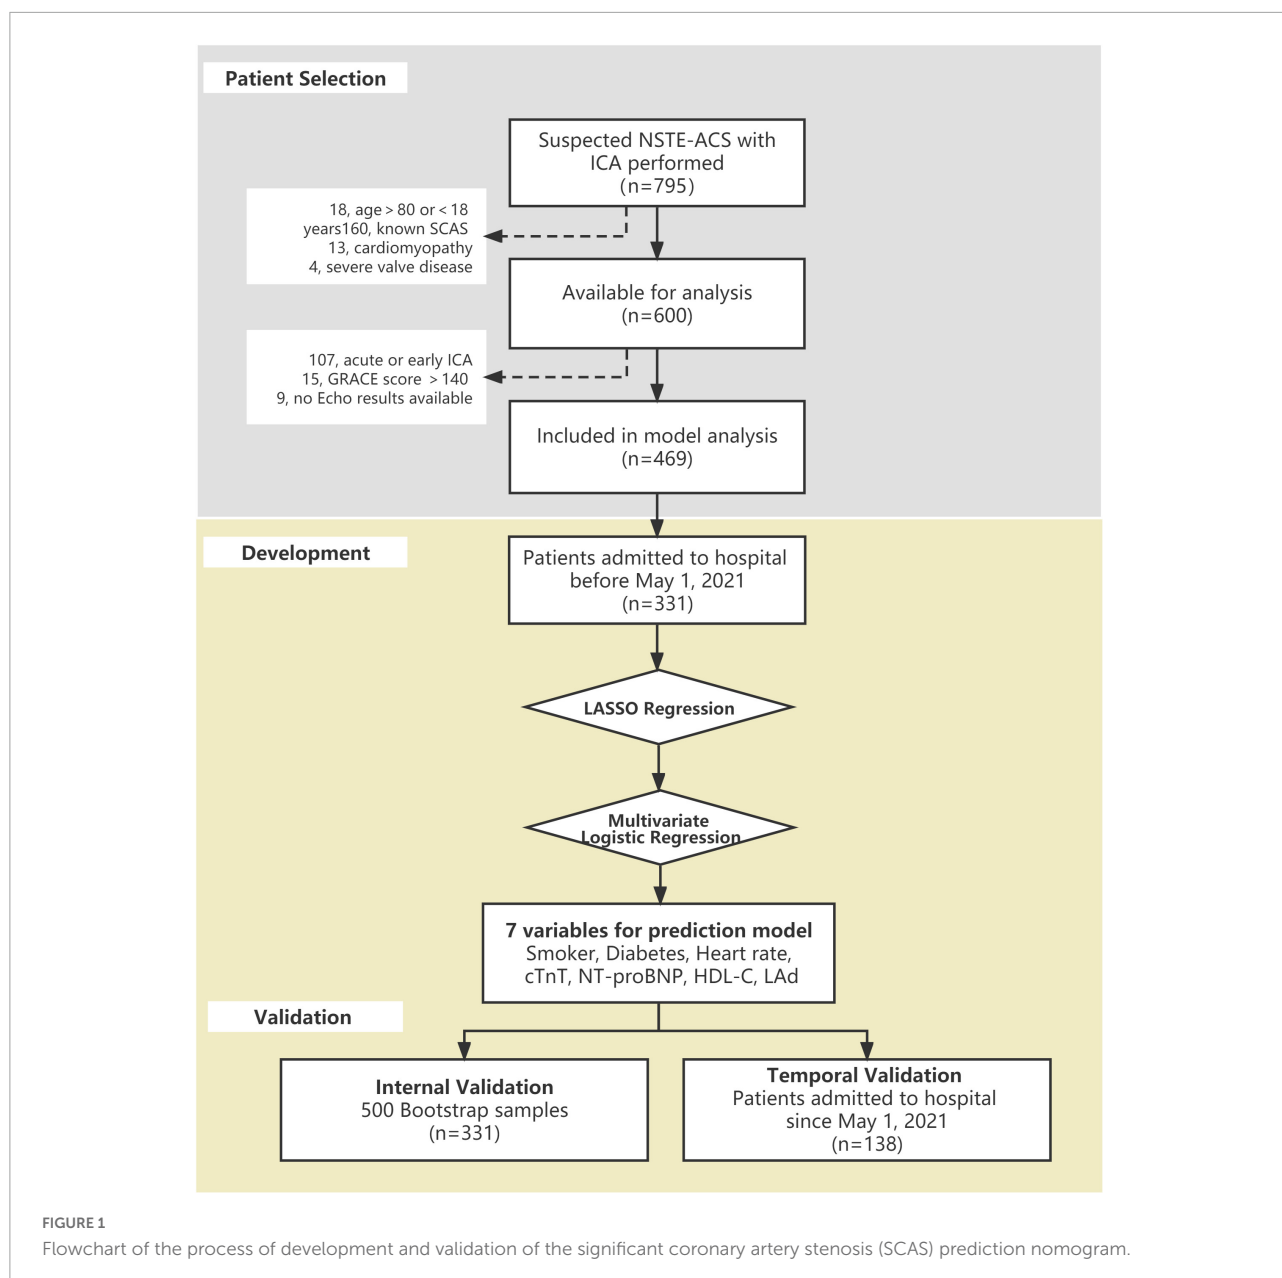 Patient Selection
Suspected NSTE-ACS with
ICA performed
(n=795)
18, age > 80 or < 18
years160, known SCAS
13, cardiomyopathy
4, severe valve disease
Available for analysis
(n=600)
107, acute or early ICA
15, GRACE score > 140
9, no Echo results available
Included in model analysis
(n=469)
Development
Patients admitted to hospital
before May 1, 2021
(n=331)
LASSO Regression
Multivariate
Logistic Regression
7 variables for prediction model
Smoker, Diabetes, Heart rate,
cTnT, NT-proBNP, HDL-C, LAd
Validation
Internal Validation
500 Bootstrap samples
(n=331)
Temporal Validation
Patients admitted to hospital
since May 1, 2021
(n=138)
FIGURE 1
Flowchart of the process of development and validation of the significant coronary artery stenosis (SCAS) prediction nomogram.